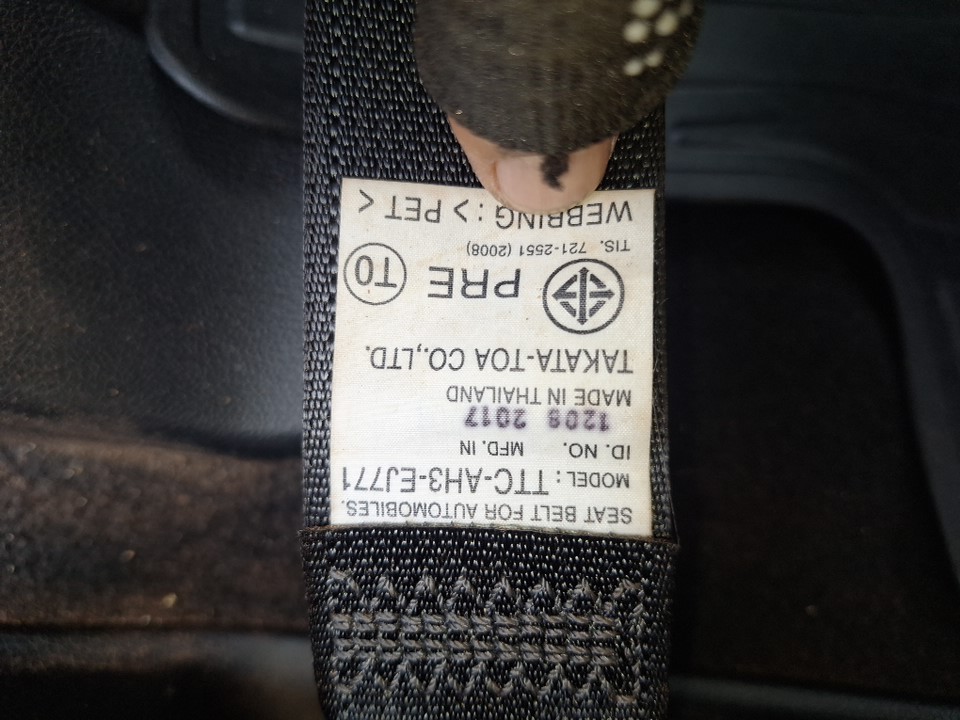 SEAT BELT FOR AUTOMOBILES.
MODEL : TTC-AH3-EJ771
ID. NO. MFD. IN
2017
MADE IN THAILAND
TAKATA-TOA CO.,LTD.
PRE TO
TIS. 721-2551 (2008)
WEBBING : > PET <